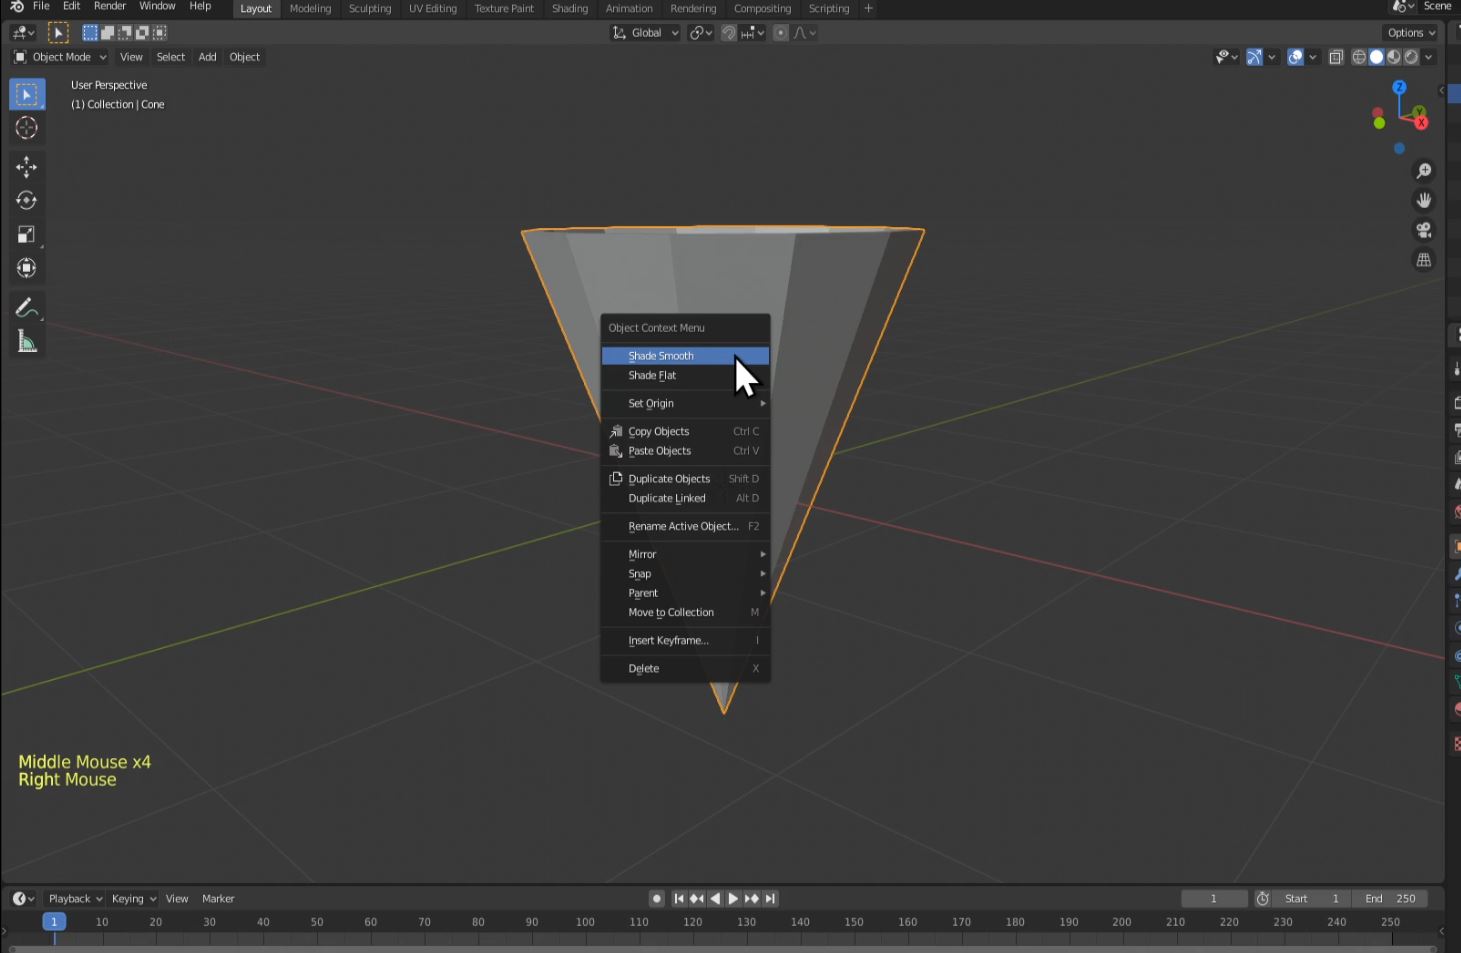 File Edit Render Window Help Layout Modeling Sculpting UV Editing Texture Paint Shading Animation Rendering Compositing Scripting + Scene
Global Options
Object Mode View Select Add Object
User Perspective
(1) Collection | Cone
Z
Y
X
Object Context Menu
Shade Smooth
Shade Flat
Set Origin
Copy Objects Ctrl C
Paste Objects Ctrl V
Duplicate Objects Shift D
Duplicate Linked Alt D
Rename Active Object... F2
Mirror
Snap
Parent
Move to Collection M
Insert Keyframe... I
Delete X
Middle Mouse x4
Right Mouse
Playback Keying View Marker 1 Start 1 End 250
1 10 20 30 40 50 60 70 80 90 100 110 120 130 140 150 160 170 180 190 200 210 220 230 240 250